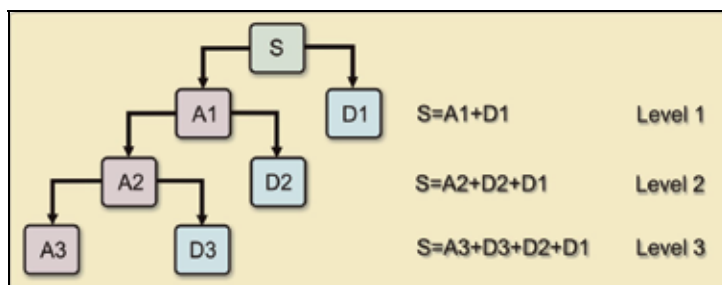 S
A1 D1 S=A1+D1 Level 1
A2 D2 S=A2+D2+D1 Level 2
A3 D3 S=A3+D3+D2+D1 Level 3